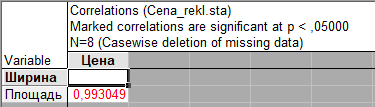 Correlations (Cena_rekl.sta)
Marked correlations are significant at p < ,05000
N=8 (Casewise deletion of missing data)
Variable Цена
Ширина
Площадь 0,993049